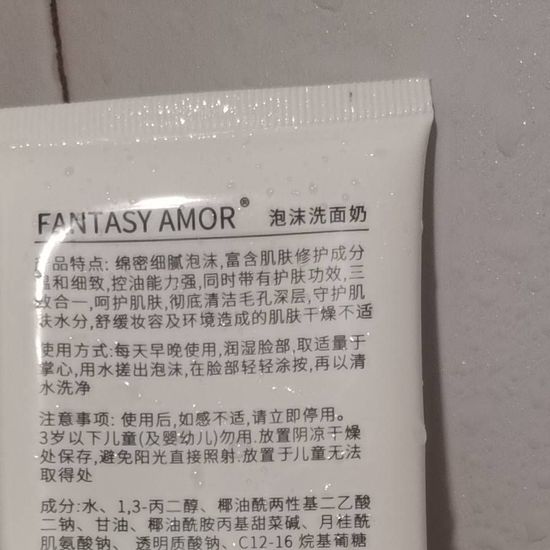 FANTASY AMOR® 泡沫洗面奶
产品特点: 绵密细腻泡沫,富含肌肤修护成分
温和细致,控油能力强,同时带有护肤功效,三
效合一,呵护肌肤,彻底清洁毛孔深层,守护肌
肤水分,舒缓妆容及环境造成的肌肤干燥不适
使用方式: 每天早晚使用,润湿脸部,取适量于
掌心,用水搓出泡沫,在脸部轻轻涂按,再以清
水洗净
注意事项: 使用后,如感不适,请立即停用。
3岁以下儿童(及婴幼儿)勿用.放置阴凉干燥
处保存,避免阳光直接照射.放置于儿童无法
取得处
成分:水、1,3-丙二醇、椰油酰两性基二乙酸
二钠、甘油、椰油酰胺丙基甜菜碱、月桂酰
肌氨酸钠、透明质酸钠、C12-16 烷基葡糖